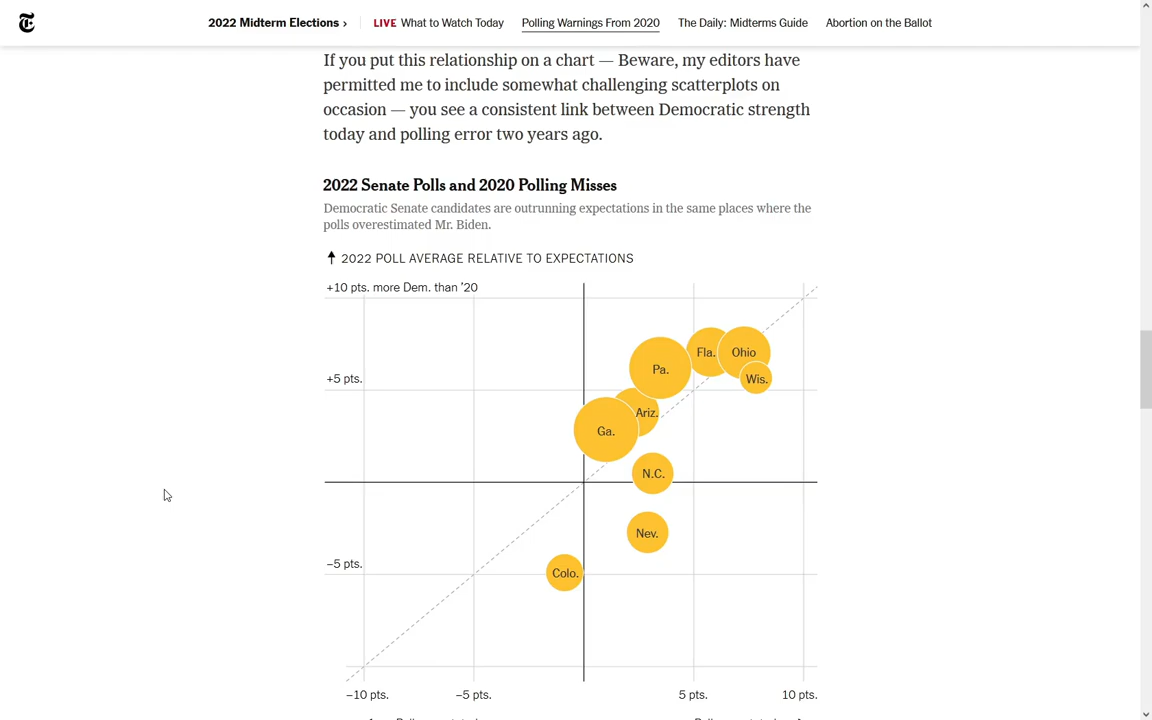 2022 Midterm Elections › LIVE What to Watch Today Polling Warnings From 2020 The Daily: Midterms Guide Abortion on the Ballot
If you put this relationship on a chart — Beware, my editors have
permitted me to include somewhat challenging scatterplots on
occasion — you see a consistent link between Democratic strength
today and polling error two years ago.
2022 Senate Polls and 2020 Polling Misses
Democratic Senate candidates are outrunning expectations in the same places where the
polls overestimated Mr. Biden.
2022 POLL AVERAGE RELATIVE TO EXPECTATIONS
+10 pts. more Dem. than ’20
Fla. Ohio
Pa.
+5 pts. Wis.
Ariz.
Ga.
N.C.
Nev.
–5 pts.
Colo.
–10 pts. –5 pts. 5 pts. 10 pts.